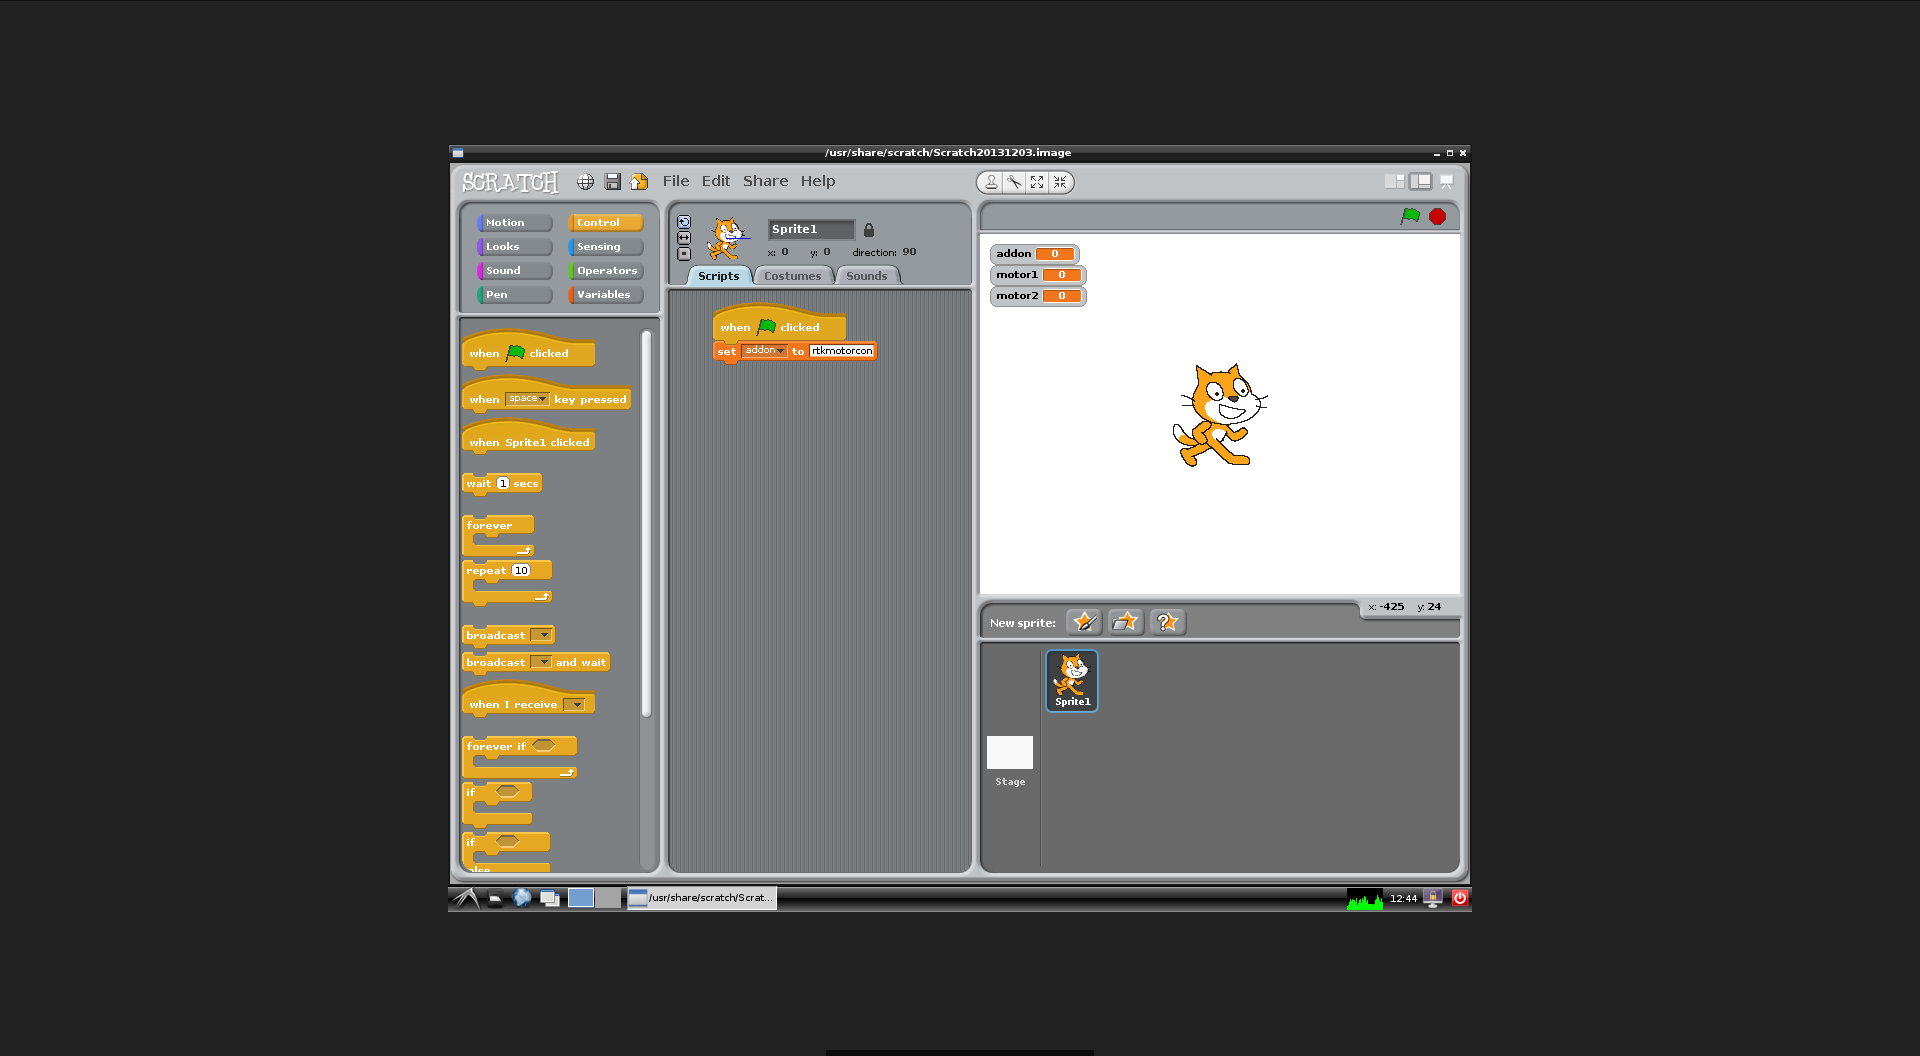 /usr/share/scratch/Scratch20131203.image
SCRATCH
File Edit Share Help
Motion Control
Looks Sensing
Sound Operators
Pen Variables
when clicked
when space key pressed
when Sprite1 clicked
wait 1 secs
forever
repeat 10
broadcast
broadcast and wait
when I receive
forever if
if
if
else
Sprite1
x: 0 y: 0 direction: 90
Scripts Costumes Sounds
when clicked
set addon to rtkmotorcon
addon 0
motor1 0
motor2 0
x: -425 y: 24
New sprite:
Sprite1
Stage
/usr/share/scratch/Scrat...
12:44